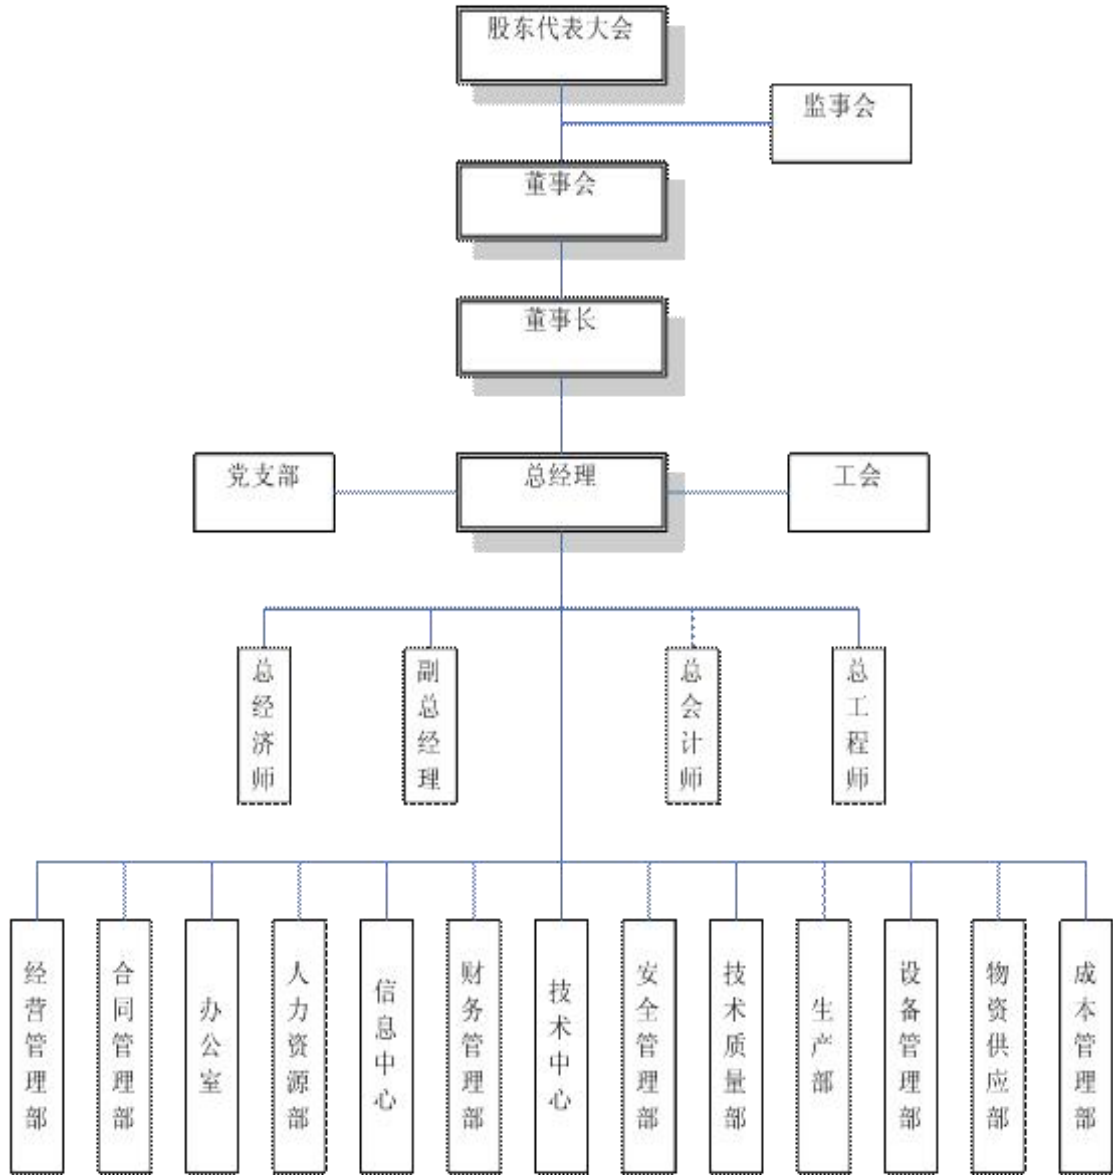 股东代表大会
监事会
董事会
董事长
党支部
总经理
工会
总经济师
副总经理
总会计师
总工程师
经营管理部
合同管理部
办公室
人力资源部
信息中心
财务管理部
技术中心
安全管理部
技术质量部
生产部
设备管理部
物资供应部
成本管理部